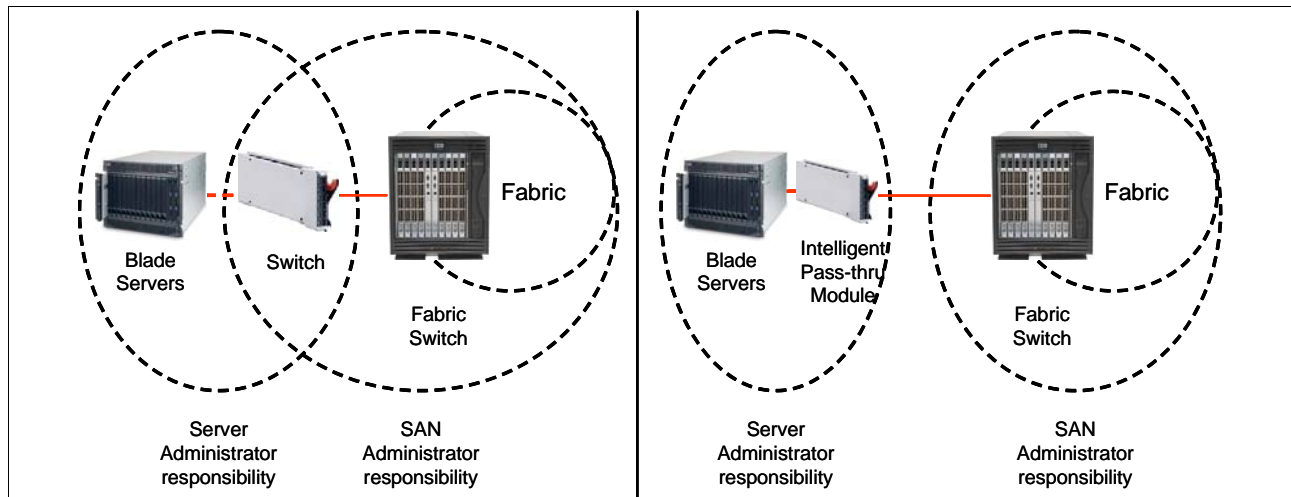 Blade
Servers
Switch
Fabric
Fabric
Switch
Server
Administrator
responsibility
SAN
Administrator
responsibility
Blade
Servers
Intelligent
Pass-thru
Module
Fabric
Fabric
Switch
Server
Administrator
responsibility
SAN
Administrator
responsibility